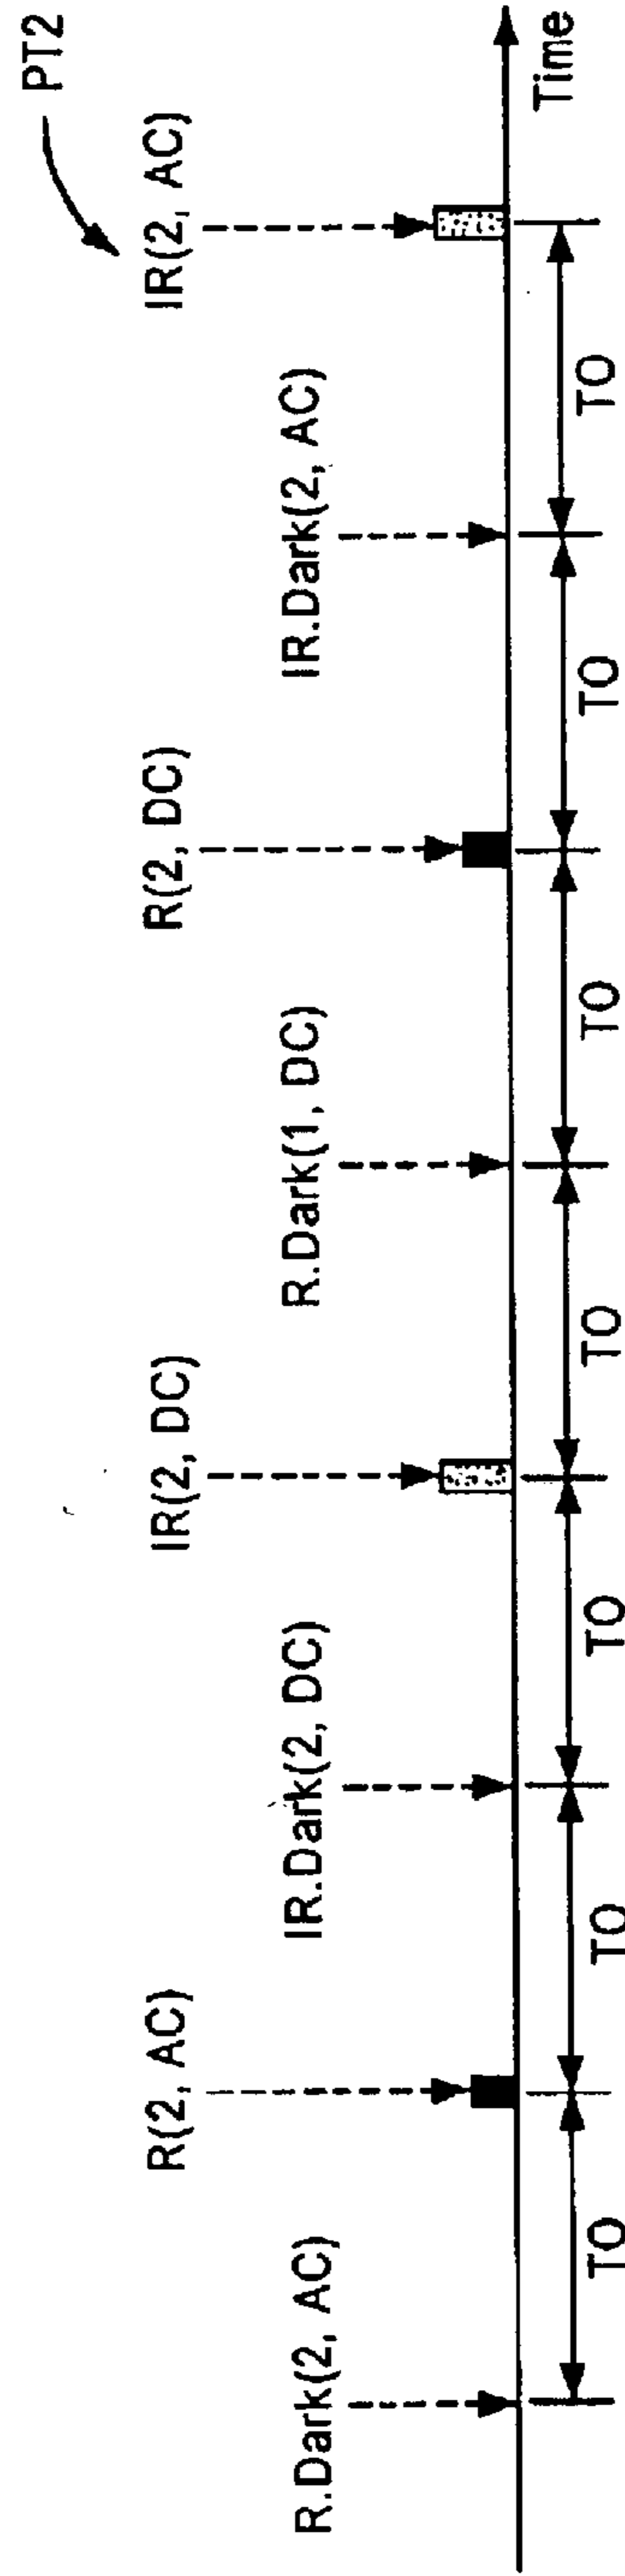 PT2
R.Dark(2, AC)
R(2, AC)
IR.Dark(2, DC)
IR(2, DC)
R.Dark(1, DC)
R(2, DC)
IR.Dark(2, AC)
IR(2, AC)
TO
TO
TO
TO
TO
TO
TO
Time